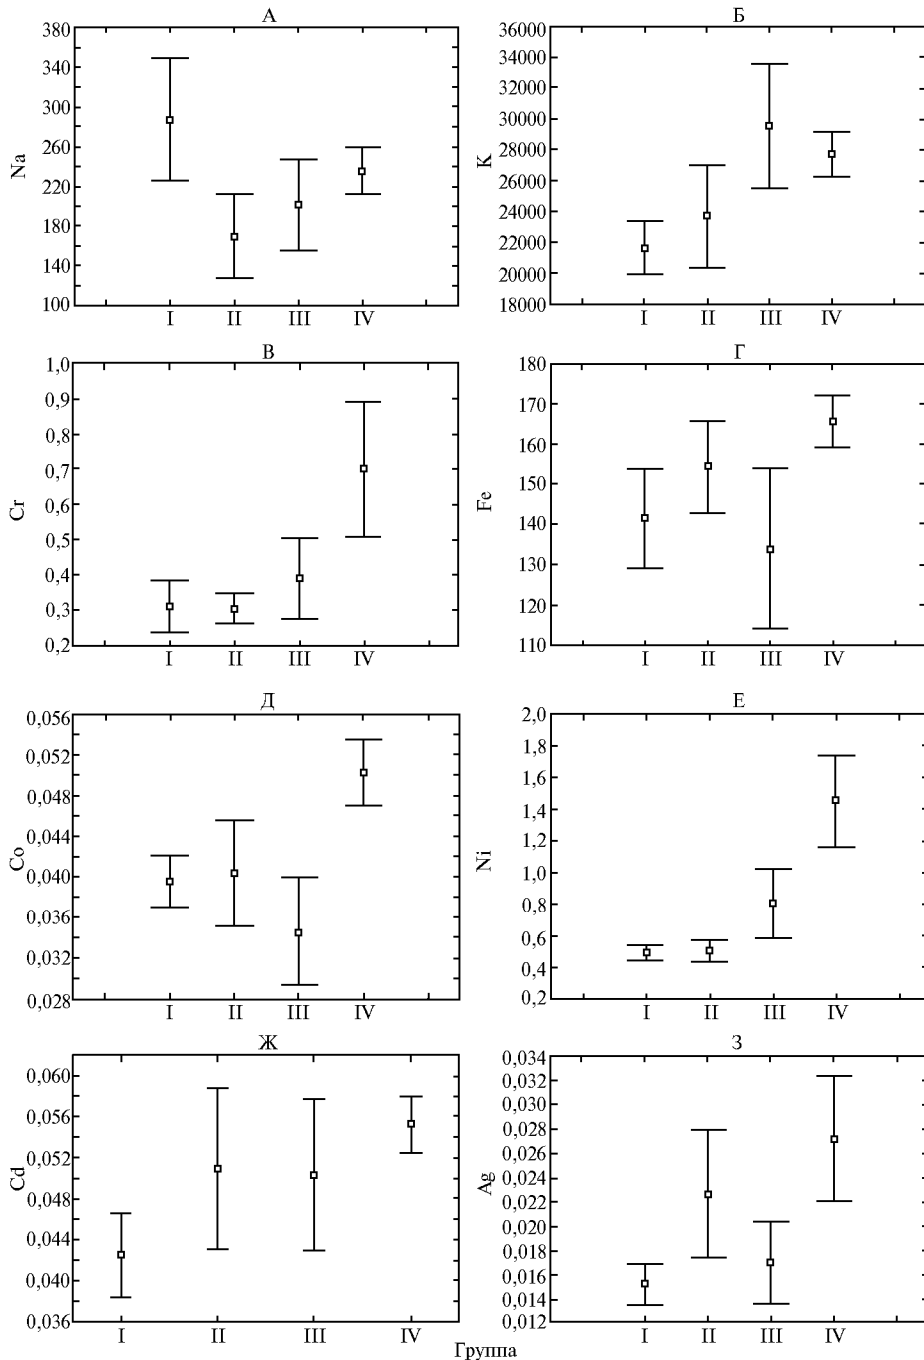 А
380
340
300
260
220
180
140
100
Na
I II III IV
Б
36000
34000
32000
30000
28000
26000
24000
22000
20000
18000
K
I II III IV
В
1,0
0,9
0,8
0,7
0,6
0,5
0,4
0,3
0,2
Cr
I II III IV
Г
180
170
160
150
140
130
120
110
Fe
I II III IV
Д
0,056
0,052
0,048
0,044
0,040
0,036
0,032
0,028
Co
I II III IV
Е
2,0
1,8
1,6
1,4
1,2
1,0
0,8
0,6
0,4
0,2
Ni
I II III IV
Ж
0,060
0,056
0,052
0,048
0,044
0,040
0,036
Cd
I II III IV
З
0,034
0,032
0,030
0,028
0,026
0,024
0,022
0,020
0,018
0,016
0,014
0,012
Ag
I II III IV
Группа